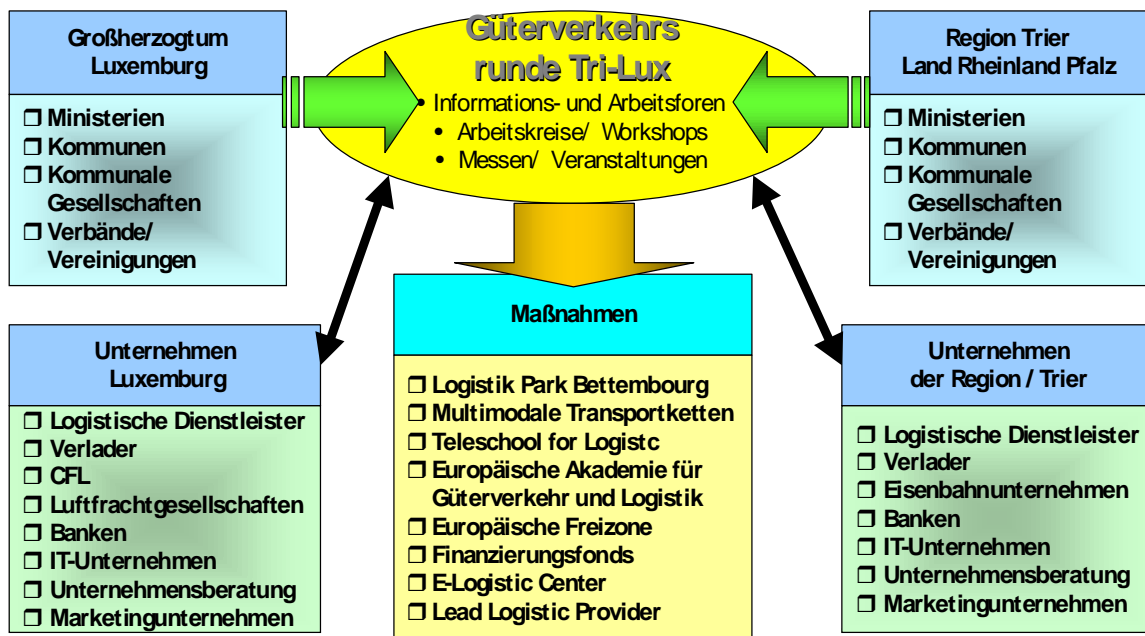 Großherzogtum
Luxemburg
❒ Ministerien
❒ Kommunen
❒ Kommunale
Gesellschaften
❒ Verbände/
Vereinigungen
Güterverkehrs
runde Tri-Lux
• Informations- und Arbeitsforen
• Arbeitskreise/ Workshops
• Messen/ Veranstaltungen
Region Trier
Land Rheinland Pfalz
❒ Ministerien
❒ Kommunen
❒ Kommunale
Gesellschaften
❒ Verbände/
Vereinigungen
Unternehmen
Luxemburg
❒ Logistische Dienstleister
❒ Verlader
❒ CFL
❒ Luftfrachtgesellschaften
❒ Banken
❒ IT-Unternehmen
❒ Unternehmensberatung
❒ Marketingunternehmen
Maßnahmen
❒ Logistik Park Bettembourg
❒ Multimodale Transportketten
❒ Teleschool for Logistc
❒ Europäische Akademie für
Güterverkehr und Logistik
❒ Europäische Freizone
❒ Finanzierungsfonds
❒ E-Logistic Center
❒ Lead Logistic Provider
Unternehmen
der Region / Trier
❒ Logistische Dienstleister
❒ Verlader
❒ Eisenbahnunternehmen
❒ Banken
❒ IT-Unternehmen
❒ Unternehmensberatung
❒ Marketingunternehmen